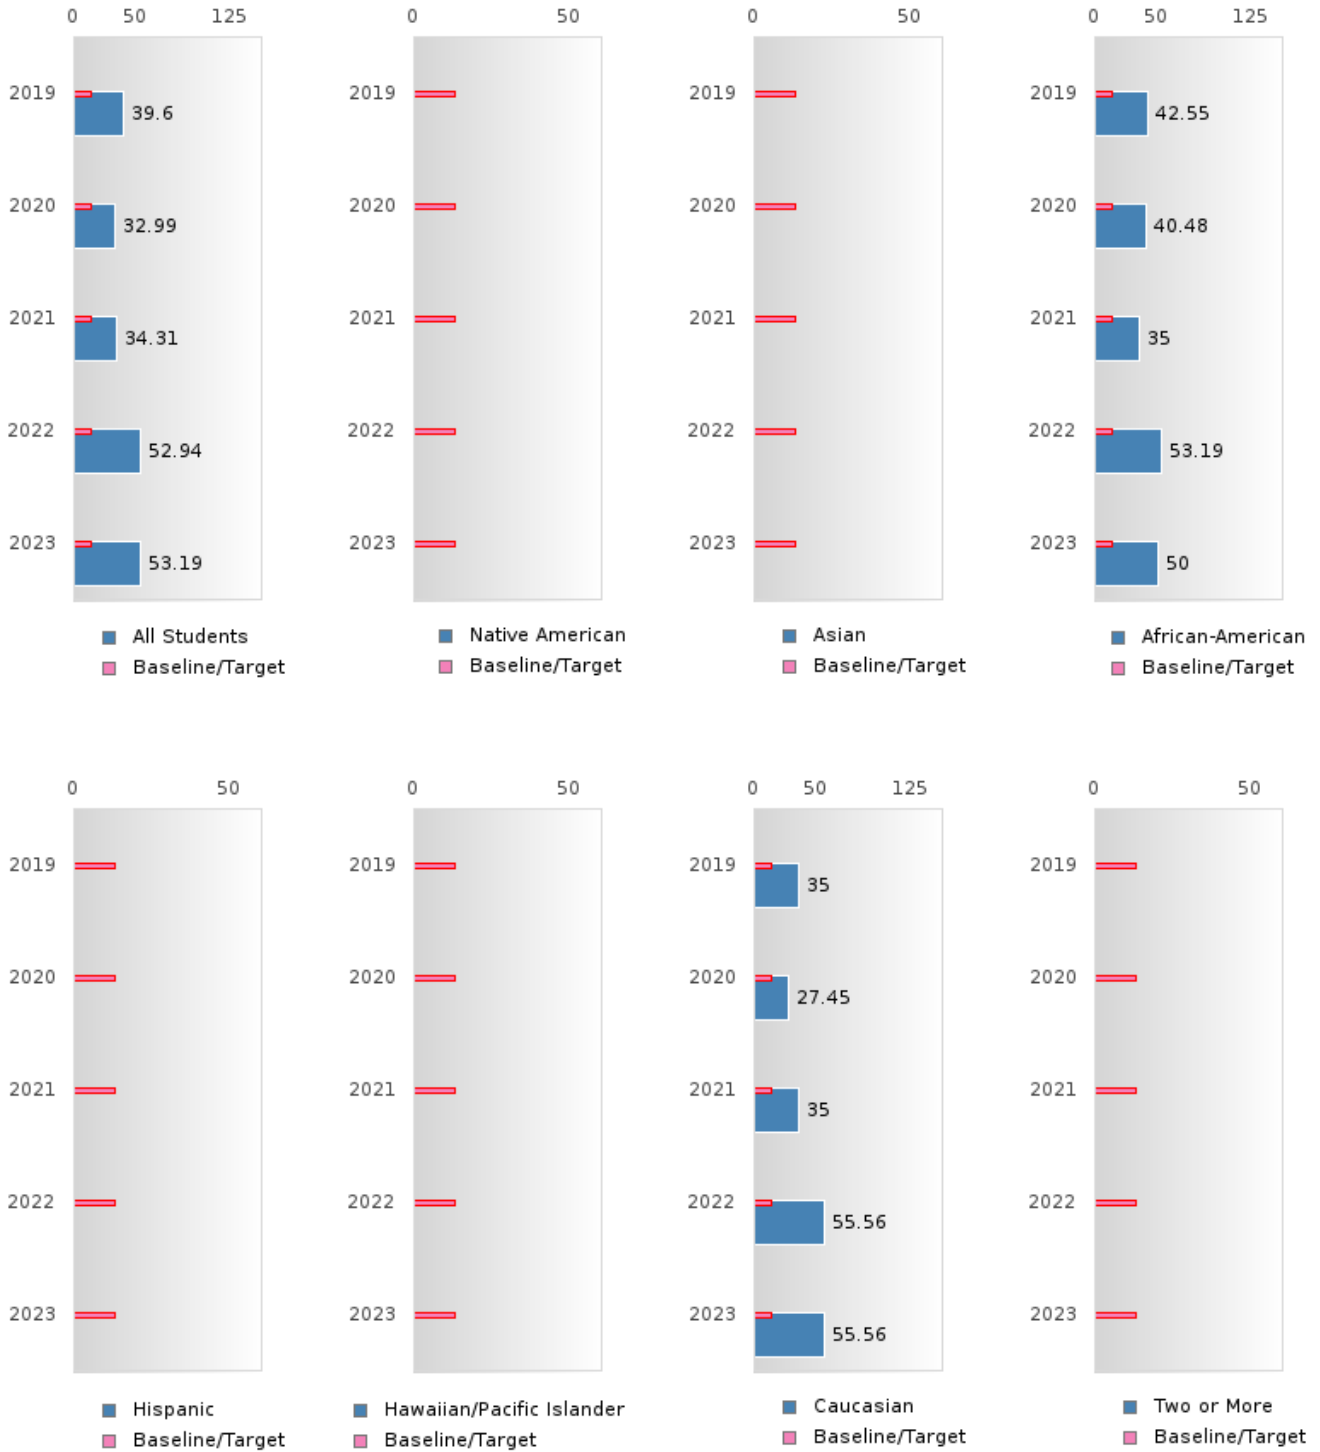 0 50 125
2019 39.6
2020 32.99
2021 34.31
2022 52.94
2023 53.19
All Students
Baseline/Target
0 50
2019
2020
2021
2022
2023
Native American
Baseline/Target
0 50
2019
2020
2021
2022
2023
Asian
Baseline/Target
0 50 125
2019 42.55
2020 40.48
2021 35
2022 53.19
2023 50
African-American
Baseline/Target
0 50
2019
2020
2021
2022
2023
Hispanic
Baseline/Target
0 50
2019
2020
2021
2022
2023
Hawaiian/Pacific Islander
Baseline/Target
0 50 125
2019 35
2020 27.45
2021 35
2022 55.56
2023 55.56
Caucasian
Baseline/Target
0 50
2019
2020
2021
2022
2023
Two or More
Baseline/Target